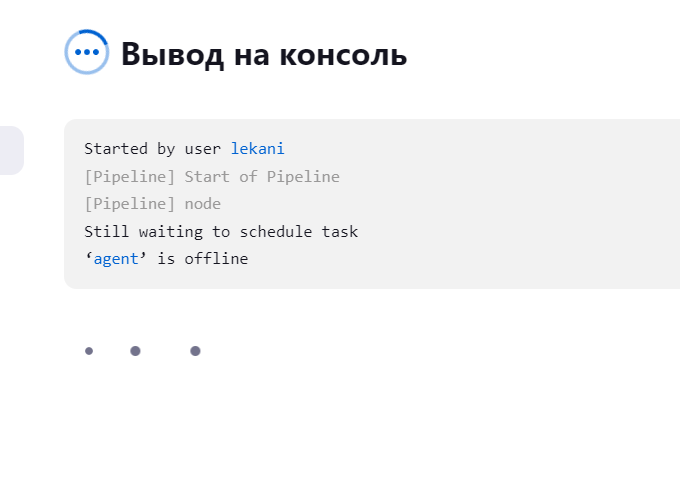 Вывод на консоль
Started by user lekani
[Pipeline] Start of Pipeline
[Pipeline] node
Still waiting to schedule task
‘agent’ is offline